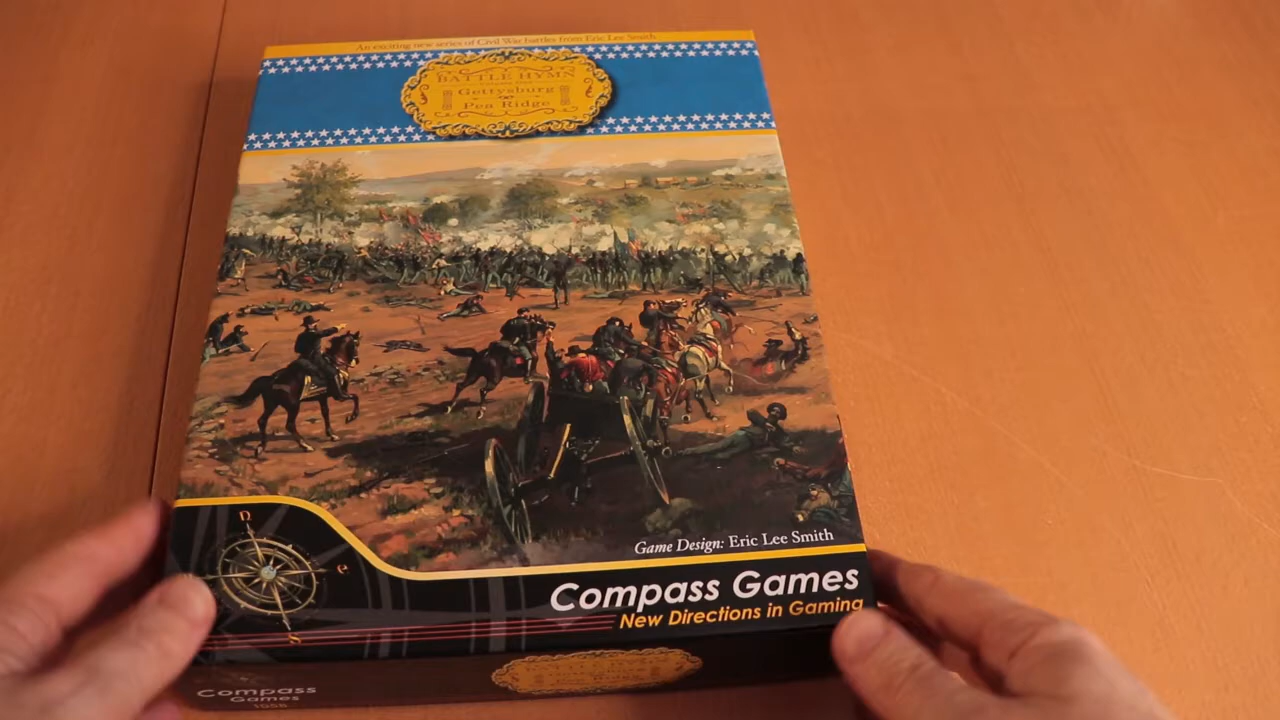 An exciting new series of Civil War battles from Eric Lee Smith
BATTLE HYMN
Gettysburg
Pea Ridge
n
e
s
Game Design: Eric Lee Smith
Compass Games
New Directions in Gaming
Compass
Games
Ridge